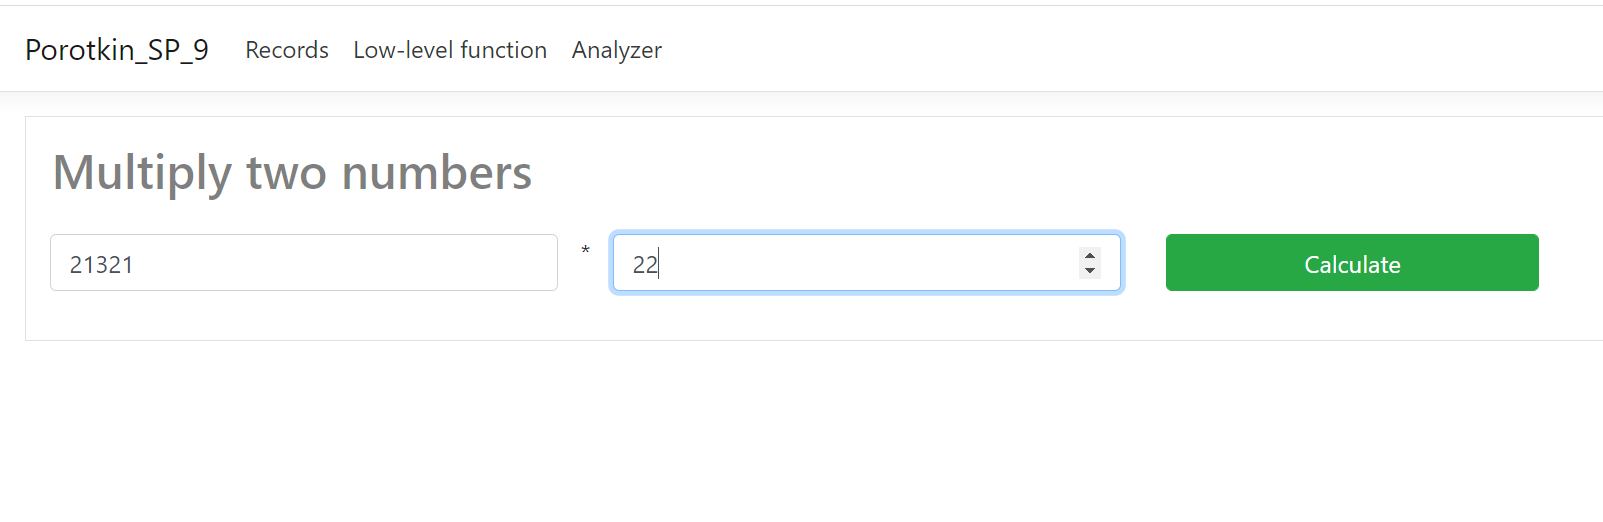 Porotkin_SP_9 Records Low-level function Analyzer
Multiply two numbers
21321 * 22 Calculate